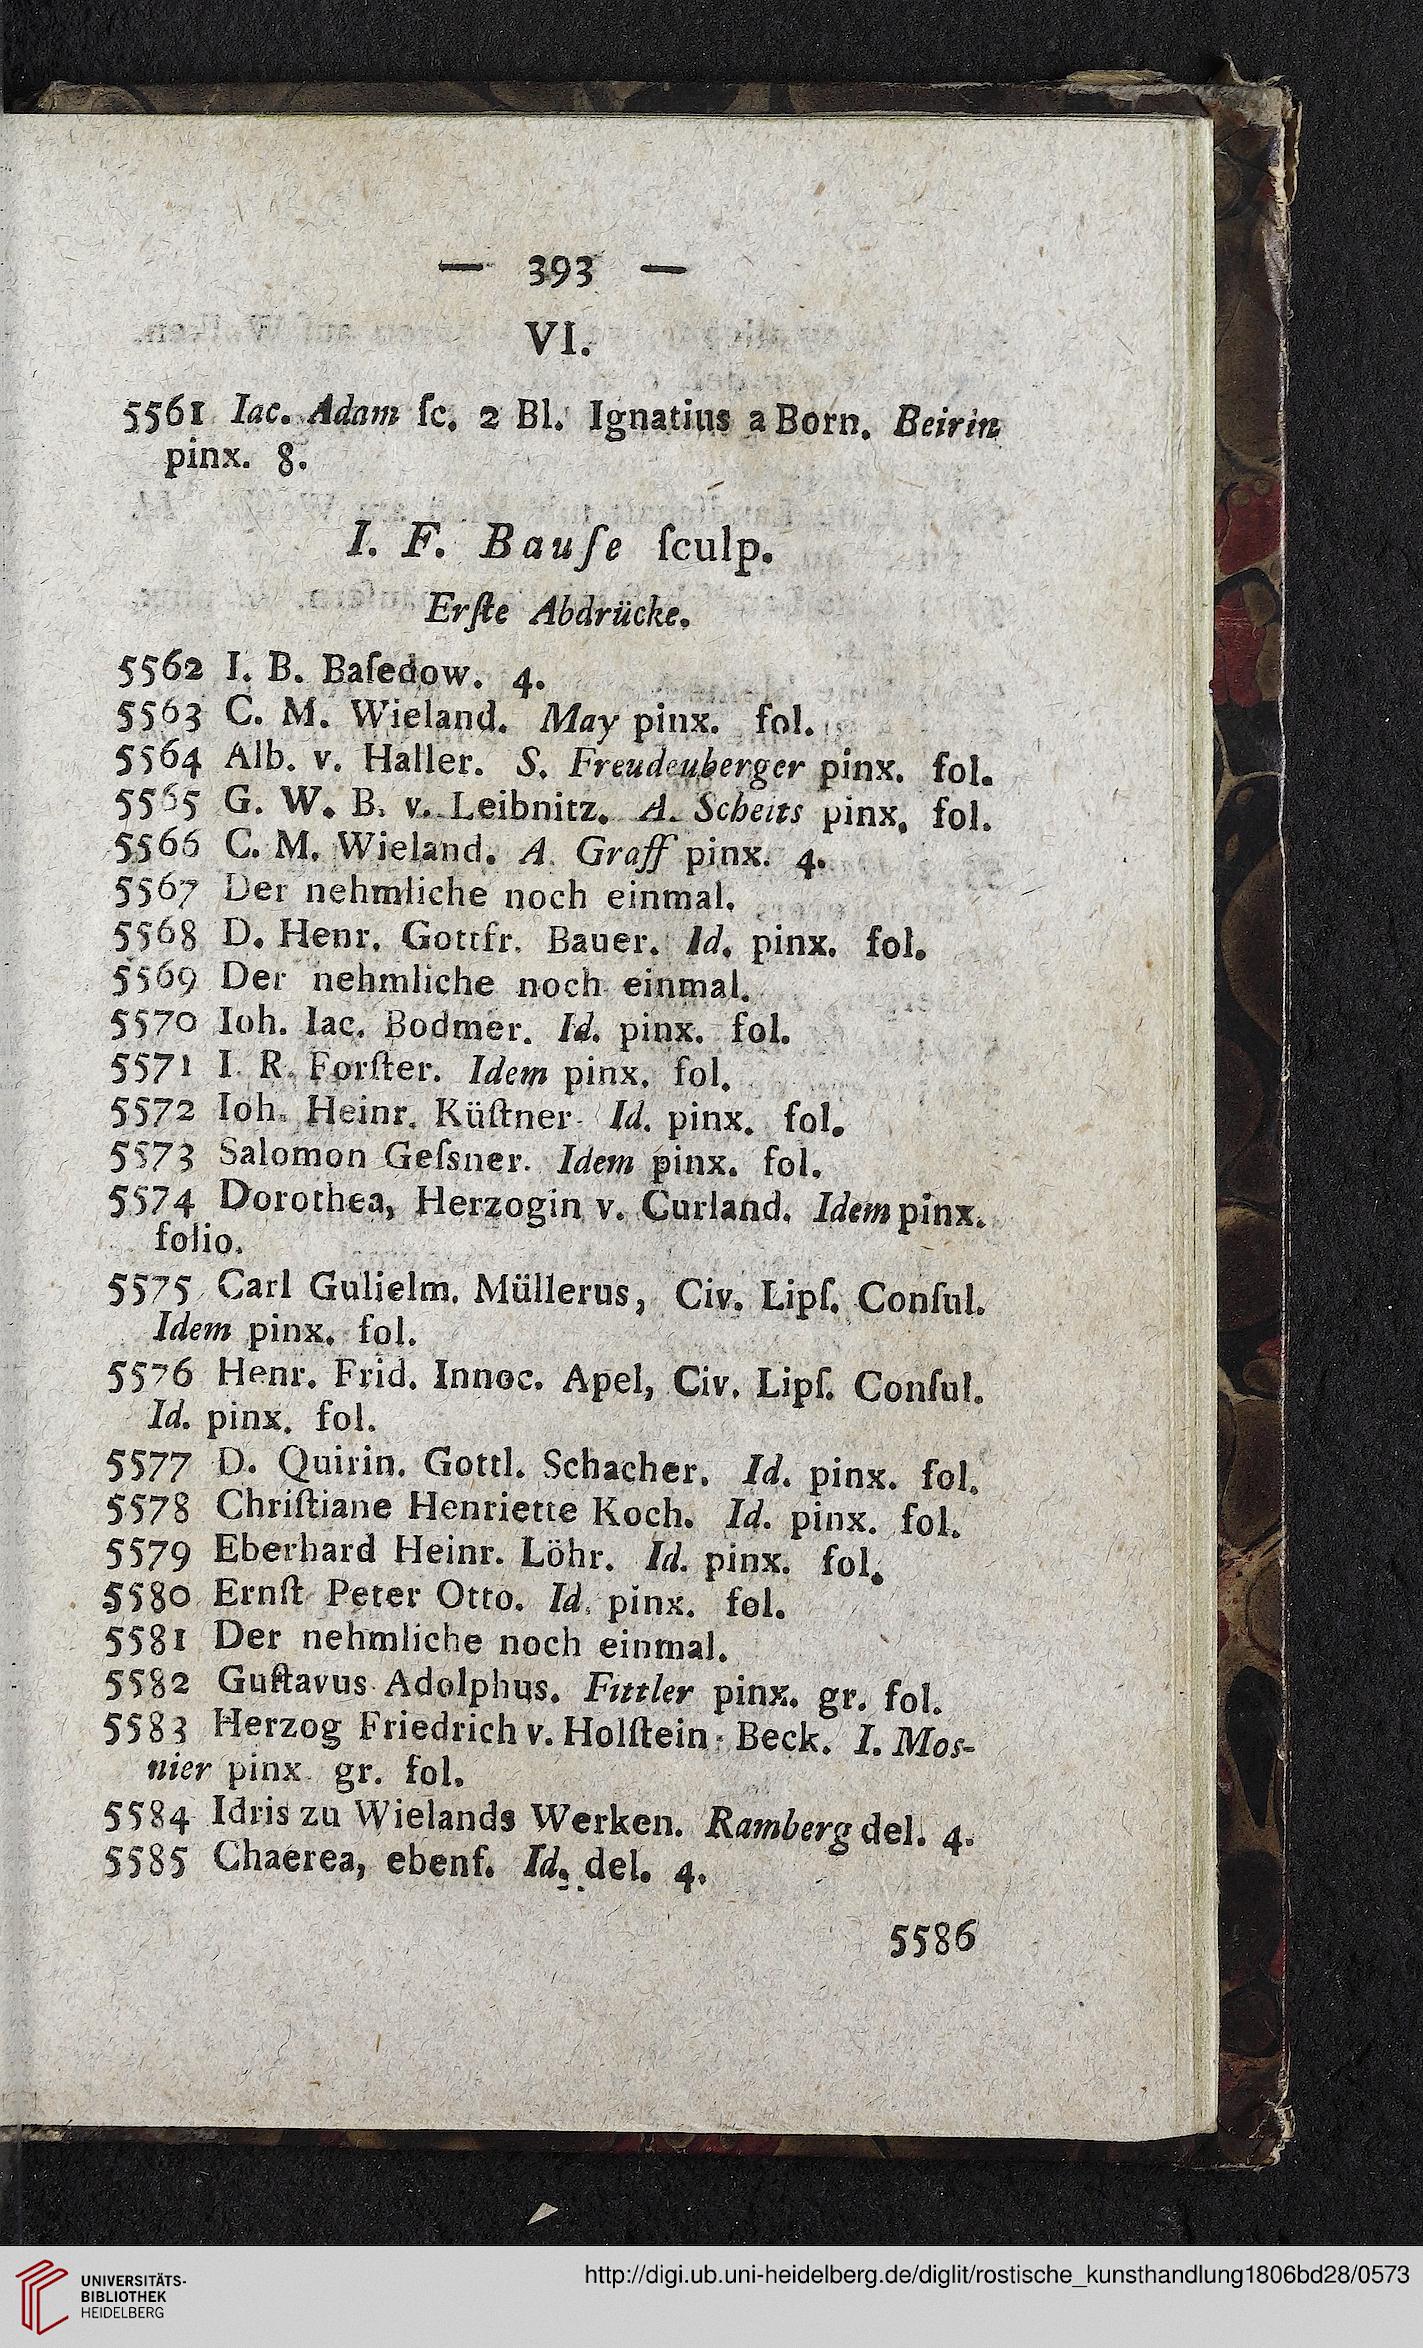 — 393 —
VI.
5561 Iac. Adam ſc. 2 Bl. Ignatius a Born. Beirin
pinx. 8.
I. F. Bauſe ſculp.
Erſte Abdrücke.
5562 I. B. Baſedow. 4.
5563 C. M. Wieland. May pinx. fol.
5564 Alb. v. Haller. S. Freudeuberger pinx. fol.
5565 G. W. B. v. Leibnitz. A. Scheits pinx. fol.
5566 C. M. Wieland. A. Graff pinx. 4.
5567 Der nehmliche noch einmal.
5568 D. Henr. Gottfr. Bauer. Id. pinx. fol.
5569 Der nehmliche noch einmal.
5570 Ioh. Iac. Bodmer. Id. pinx. fol.
5571 I. R. Forſter. Idem pinx. fol.
5572 Ioh. Heinr. Küſtner. Id. pinx. fol.
5573 Salomon Geſsner. Idem pinx. fol.
5574 Dorothea, Herzogin v. Curland. Idem pinx.
folio.
5575 Carl Gulielm. Müllerus, Civ. Lipſ. Conſul.
Idem pinx. fol.
5576 Henr. Frid. Innoc. Apel, Civ. Lipſ. Conſul.
Id. pinx. fol.
5577 D. Quirin. Gottl. Schacher. Id. pinx. fol.
5578 Chriſtiane Henriette Koch. Id. pinx. fol.
5579 Eberhard Heinr. Löhr. Id. pinx. fol.
5580 Ernſt Peter Otto. Id. pinx. fol.
5581 Der nehmliche noch einmal.
5582 Guſtavus Adolphus. Fittler pinx. gr. fol.
5583 Herzog Friedrich v. Holſtein-Beck. I. Mos-
nier pinx. gr. fol.
5584 Idris zu Wielands Werken. Ramberg del. 4.
5585 Chaerea, ebenſ. Id. del. 4.
5586
http://digi.ub.uni-heidelberg.de/diglit/rostische_kunsthandlung1806bd28/0573
UNIVERSITÄTS-
BIBLIOTHEK
HEIDELBERG